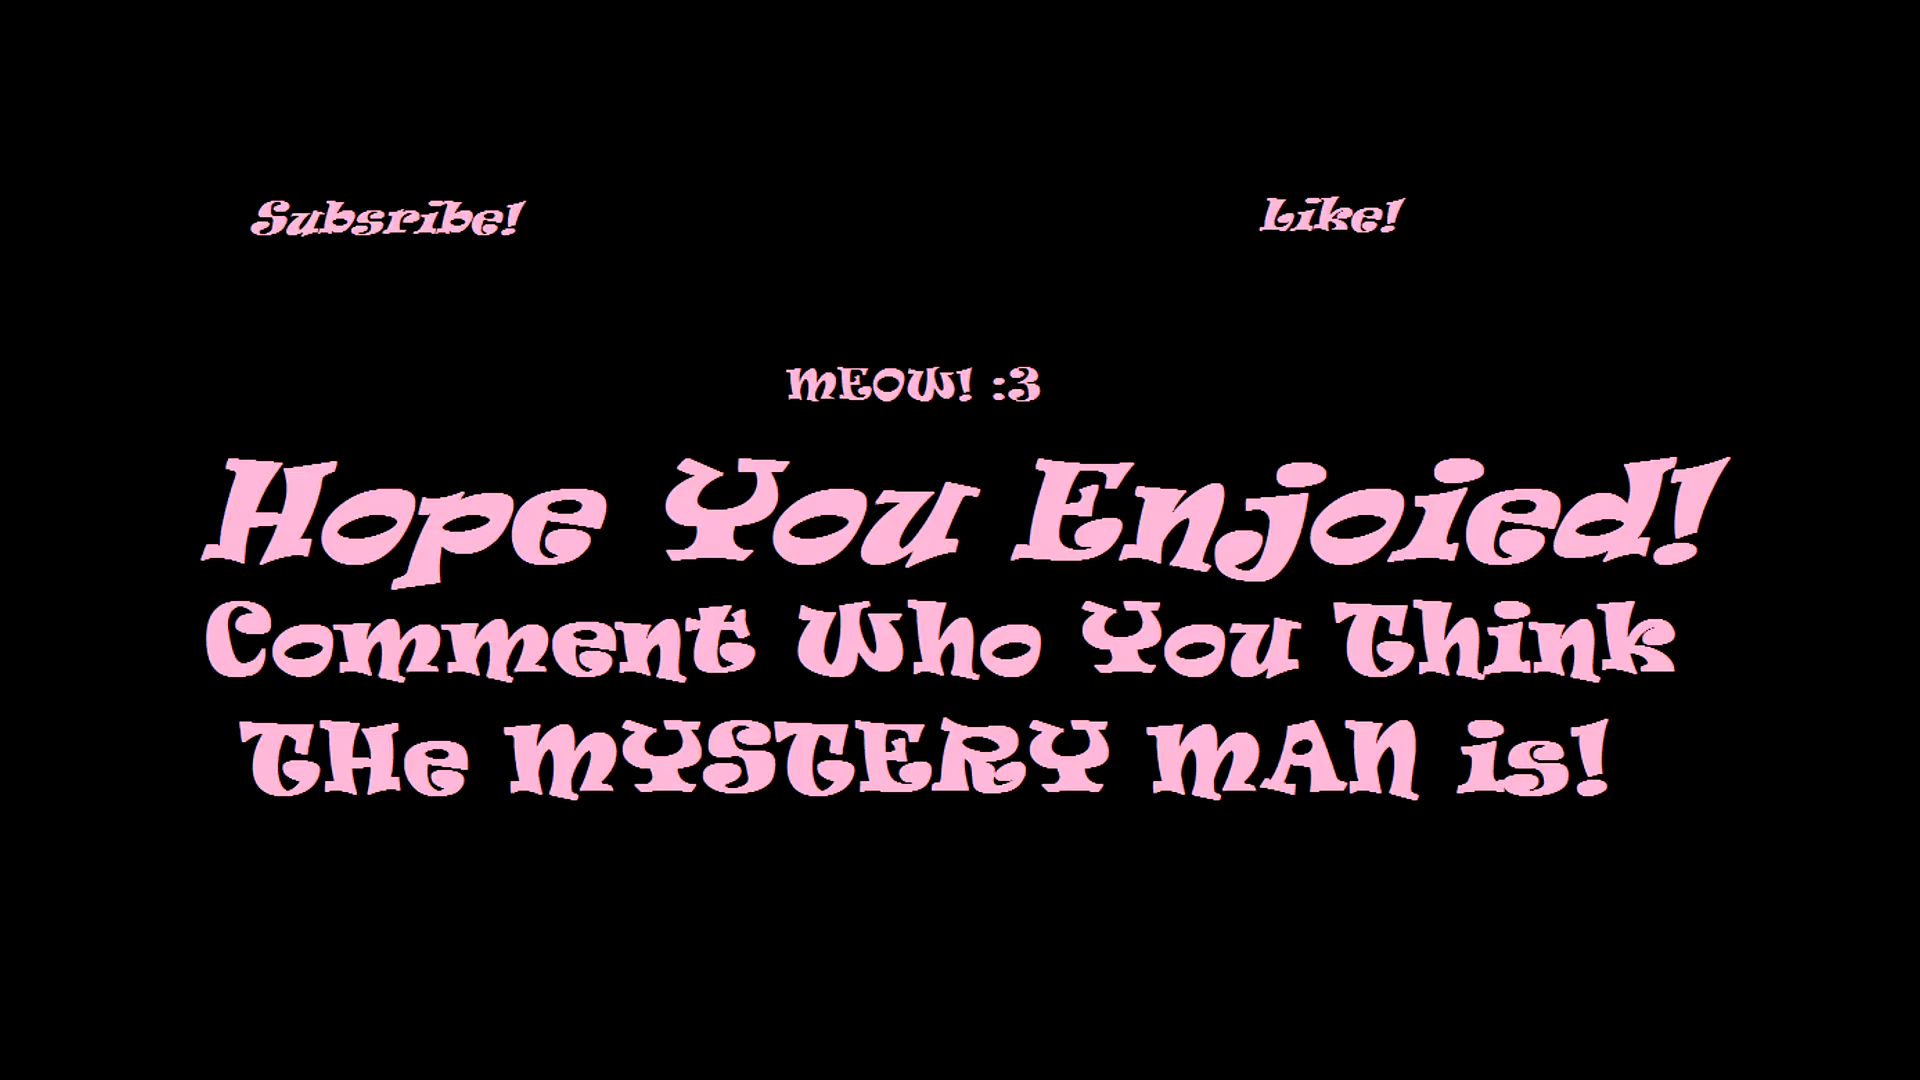 Subsribe!
Like!
MEOW! :3
Hope You Enjoied!
Comment Who You Think
THe MYSTERY MAN is!